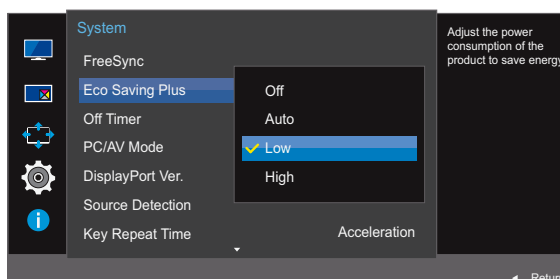 System
FreeSync
Eco Saving Plus
Off Timer
PC/AV Mode
DisplayPort Ver.
Source Detection
Key Repeat Time
Off
Auto
Low
High
Acceleration
Adjust the power
consumption of the
product to save energy
Return